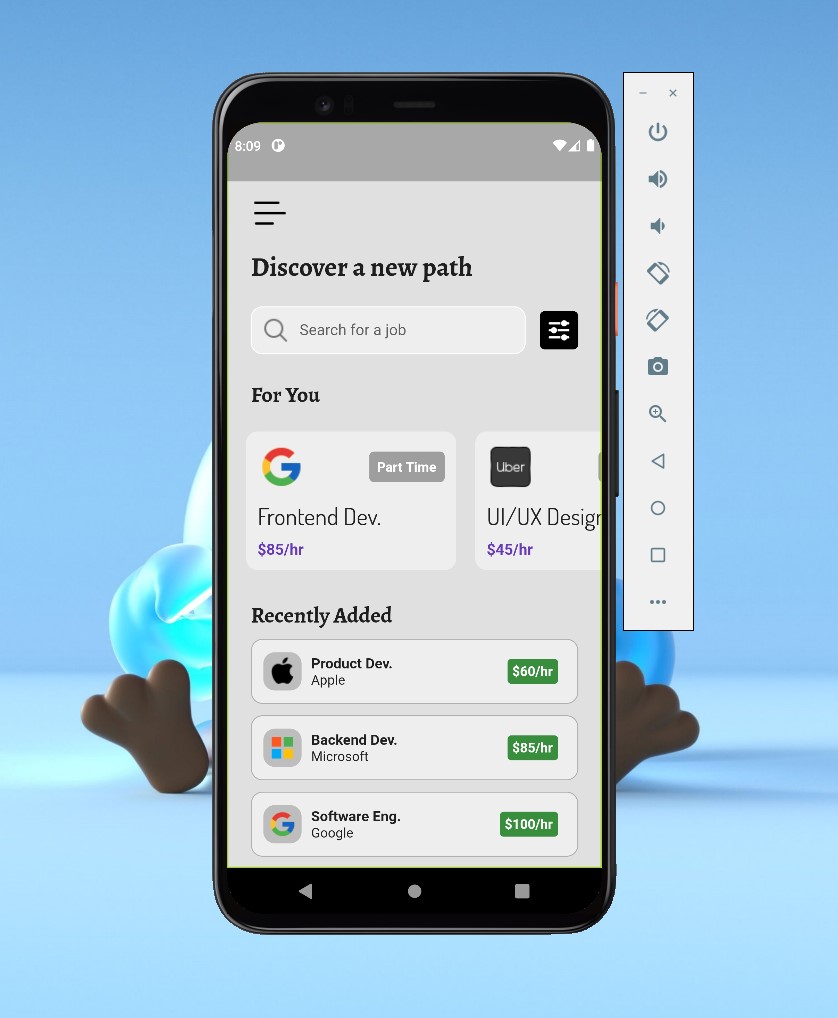 8:09
Discover a new path
Search for a job
For You
Part Time
Frontend Dev.
$85/hr
Uber
UI/UX Design
$45/hr
Recently Added
Product Dev.
Apple
$60/hr
Backend Dev.
Microsoft
$85/hr
Software Eng.
Google
$100/hr